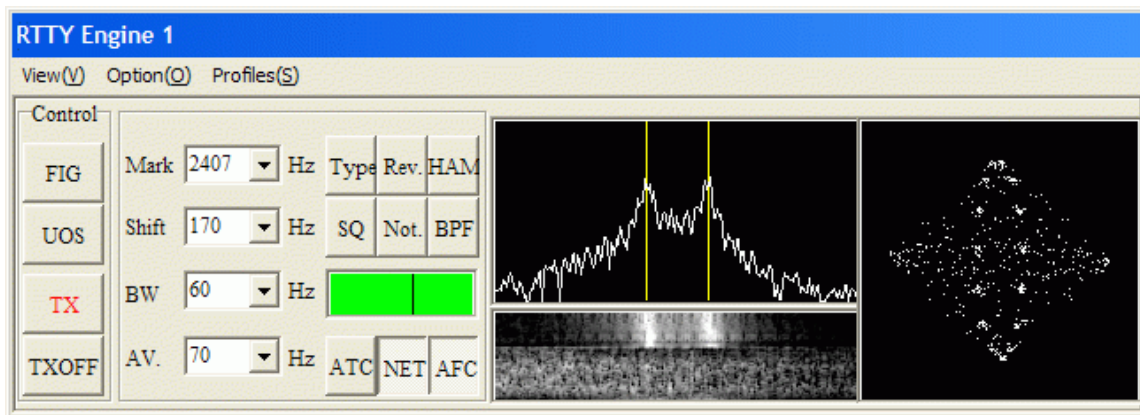 RTTY Engine 1
View(V) Option(O) Profiles(S)
Control
FIG
UOS
TX
TXOFF
Mark 2407 Hz
Shift 170 Hz
BW 60 Hz
AV. 70 Hz
Type Rev. HAM
SQ Not. BPF
ATC NET AFC